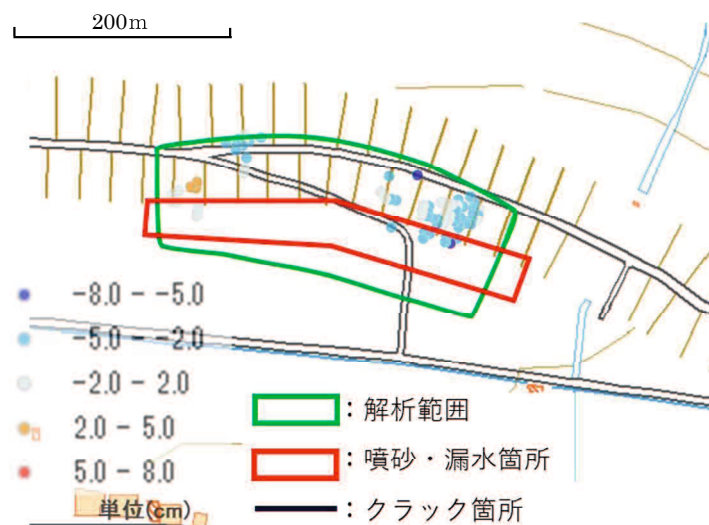 200m
-8.0 - -5.0
-5.0 - -2.0
-2.0 - 2.0
2.0 - 5.0
5.0 - 8.0
単位(cm)
：解析範囲
：噴砂・漏水箇所
：クラック箇所